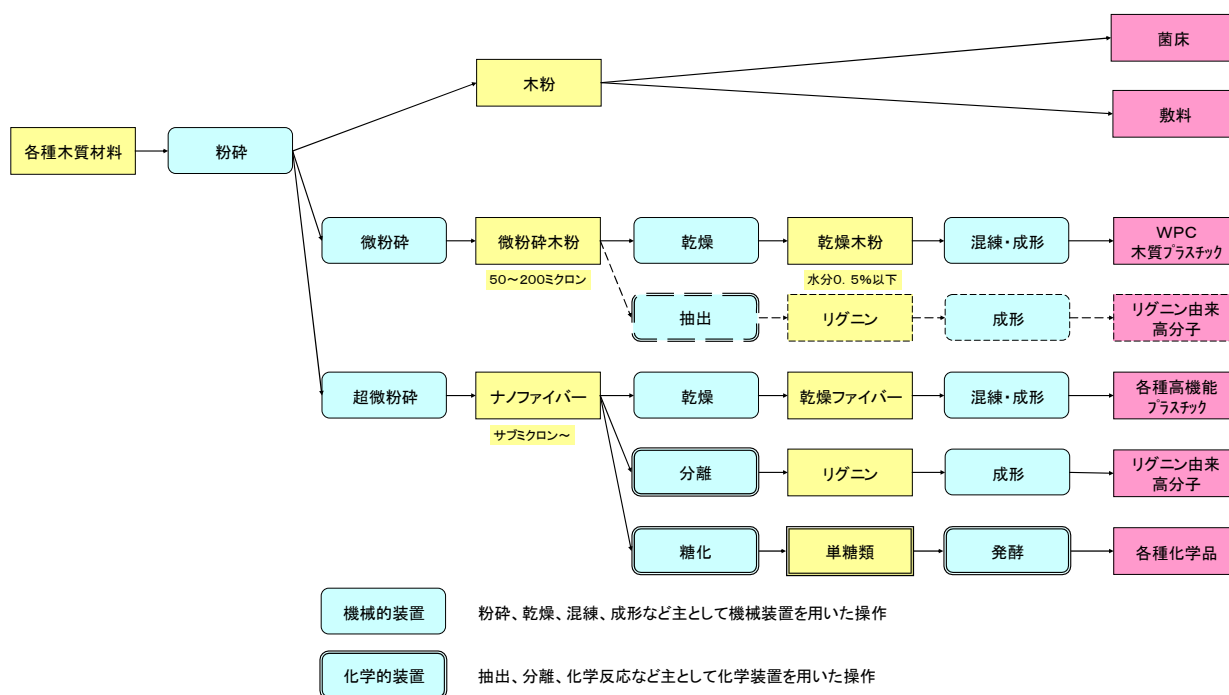 菌床
木粉
敷料
各種木質材料
粉砕
微粉砕
微粉砕木粉
乾燥
乾燥木粉
混練・成形
WPC
木質プラスチック
50～200ミクロン
水分0．5％以下
抽出
リグニン
成形
リグニン由来
高分子
超微粉砕
ナノファイバー
乾燥
乾燥ファイバー
混練・成形
各種高機能
プラスチック
サブミクロン～
分離
リグニン
成形
リグニン由来
高分子
糖化
単糖類
発酵
各種化学品
機械的装置
粉砕、乾燥、混練、成形など主として機械装置を用いた操作
化学的装置
抽出、分離、化学反応など主として化学装置を用いた操作